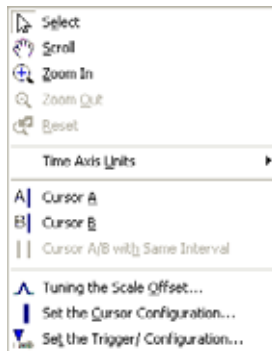 Select
Scroll
Zoom In
Zoom Out
Reset
Time Axis Units
A Cursor A
B Cursor B
Cursor A/B with Same Interval
Tuning the Scale Offset...
Set the Cursor Configuration...
Set the Trigger/ Configuration...